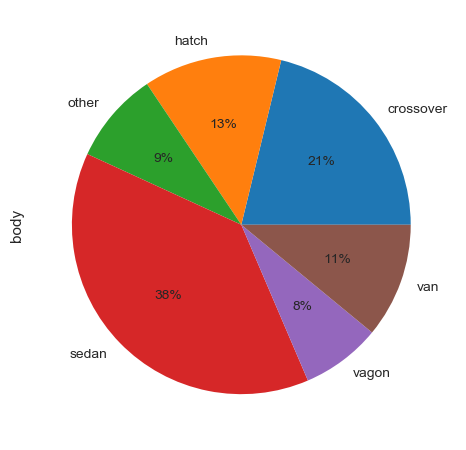 hatch
crossover
other
13%
21%
9%
body
11%
38%
van
8%
sedan
vagon